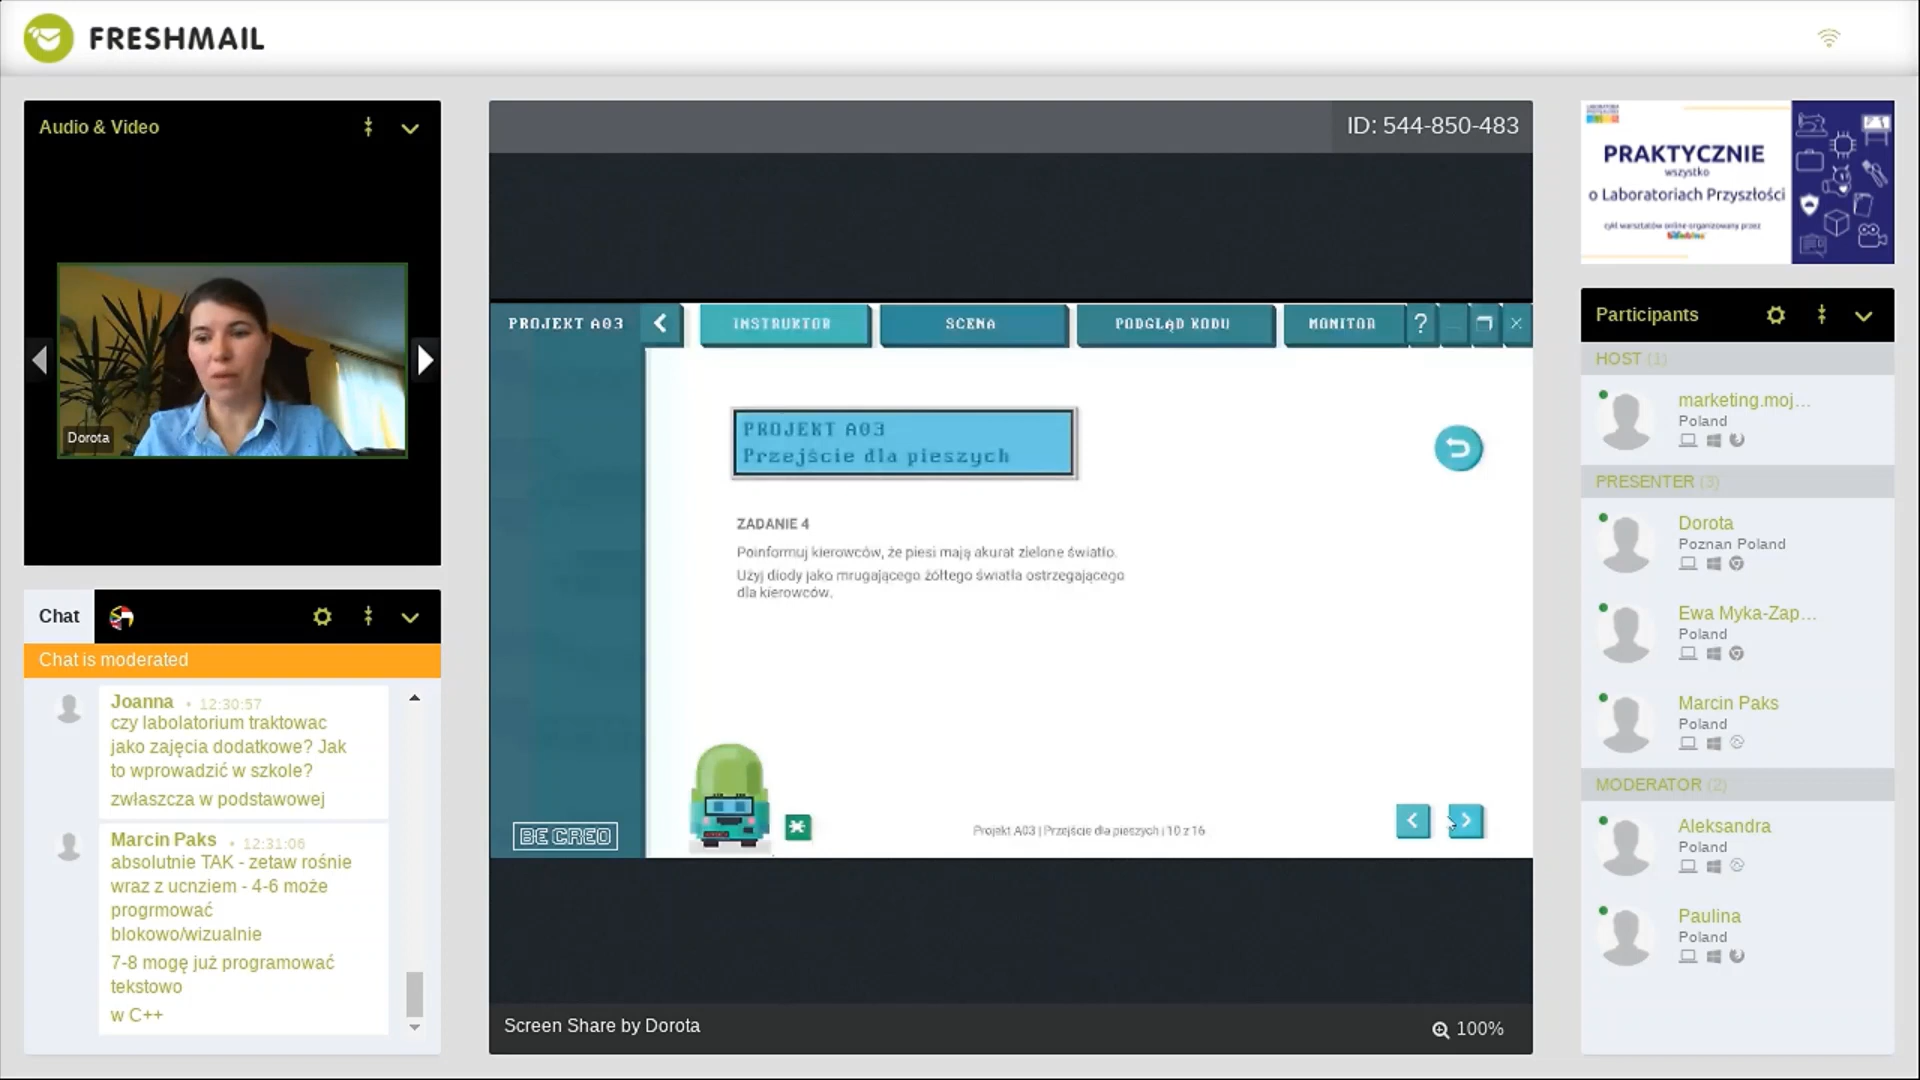 FRESHMAIL
Audio & Video
Dorota
Chat
Chat is moderated
Joanna • 12:30:57
czy labolatorium traktowac
jako zajęcia dodatkowe? Jak
to wprowadzić w szkole?
zwłaszcza w podstawowej
Marcin Paks • 12:31:06
absolutnie TAK - zetaw rośnie
wraz z ucnziem - 4-6 może
progrmować
blokowo/wizualnie
7-8 mogę już programować
tekstowo
w C++
ID: 544-850-483
PROJEKT A03
INSTRUKTOR
SCENA
PODGLĄD KODU
MONITOR
?
PROJEKT A03
Przejście dla pieszych
ZADANIE 4
Poinformuj kierowców, że piesi mają akurat zielone światło.
Użyj diody jako mrugającego żółtego światła ostrzegającego
dla kierowców.
BE CREO
Projekt A03 | Przejście dla pieszych | 10 z 16
Screen Share by Dorota
100%
PRAKTYCZNIE
wszystko
o Laboratoriach Przyszłości
cykl warsztatów online organizowany przez
Participants
HOST (1)
marketing.moj...
Poland
PRESENTER (3)
Dorota
Poznan Poland
Ewa Myka-Zap...
Poland
Marcin Paks
Poland
MODERATOR (2)
Aleksandra
Poland
Paulina
Poland